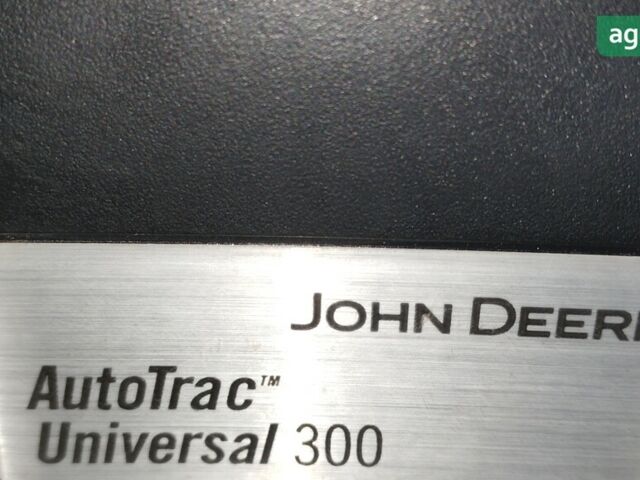 ag
JOHN DEER
AutoTrac™
Universal 300